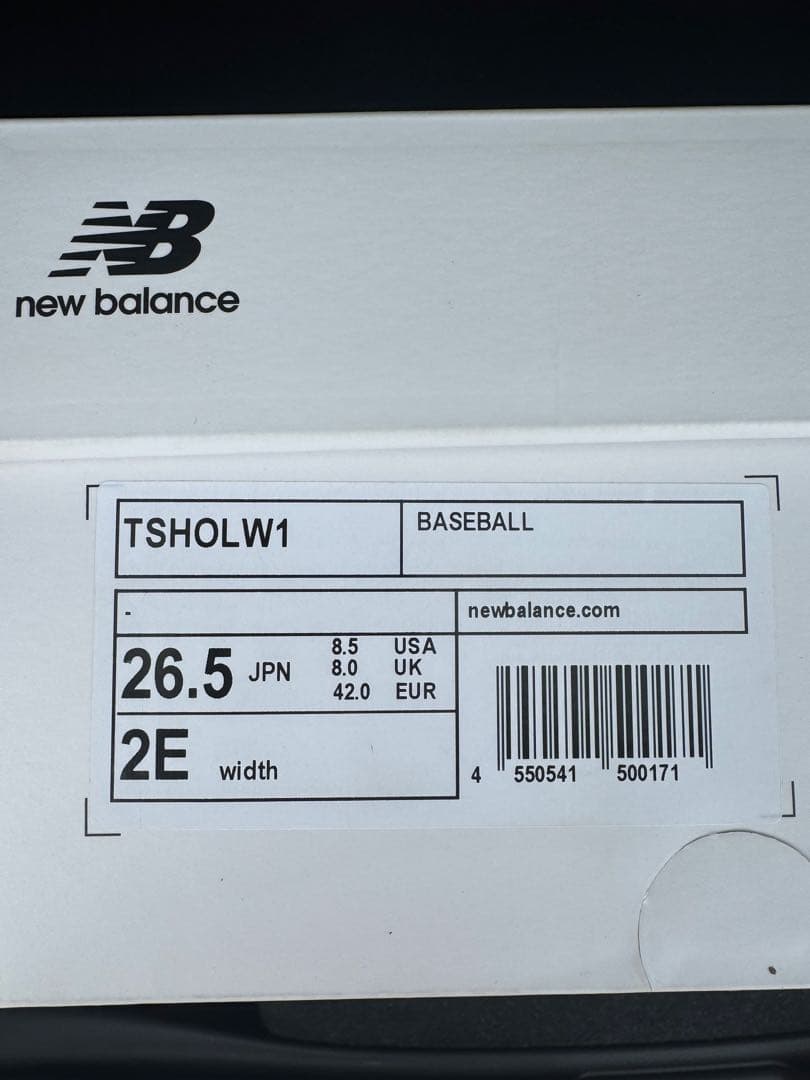 NB
new balance
TSHOLW1
BASEBALL
-
newbalance.com
26.5 JPN
8.5 USA
8.0 UK
42.0 EUR
2E width
4 550541 500171